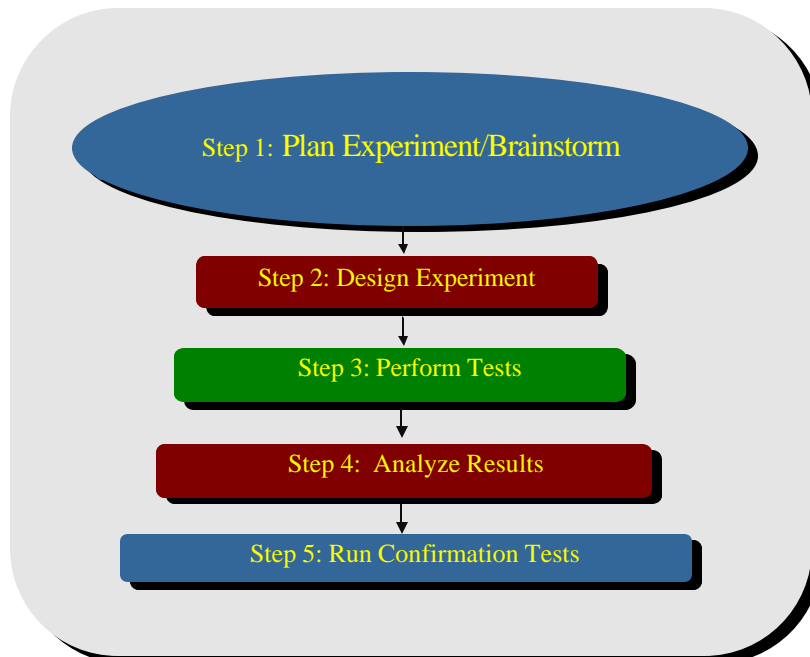 Step 1: Plan Experiment/Brainstorm
Step 2: Design Experiment
Step 3: Perform Tests
Step 4:  Analyze Results
Step 5: Run Confirmation Tests